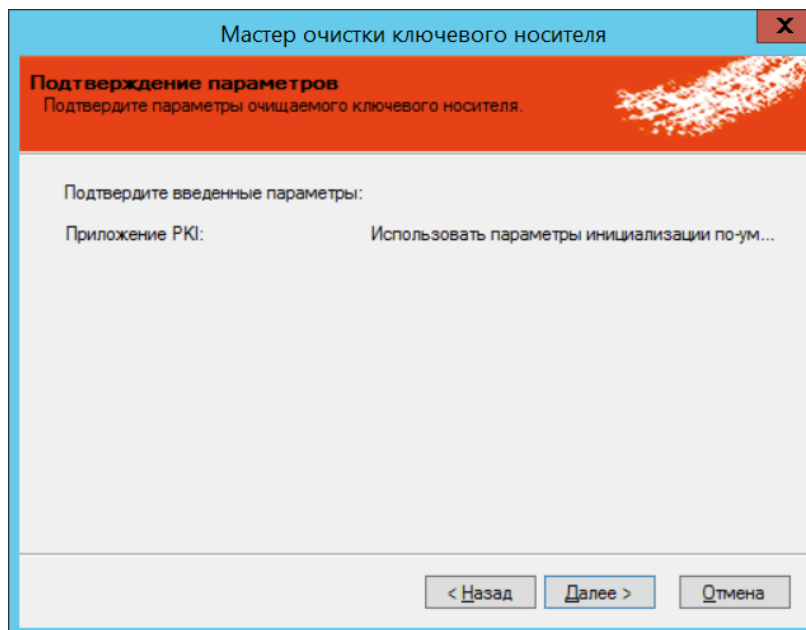 Мастер очистки ключевого носителя
X
Подтверждение параметров
Подтвердите параметры очищаемого ключевого носителя.
Подтвердите введенные параметры:
Приложение PKI: Использовать параметры инициализации по-ум...
< Назад Далее > Отмена